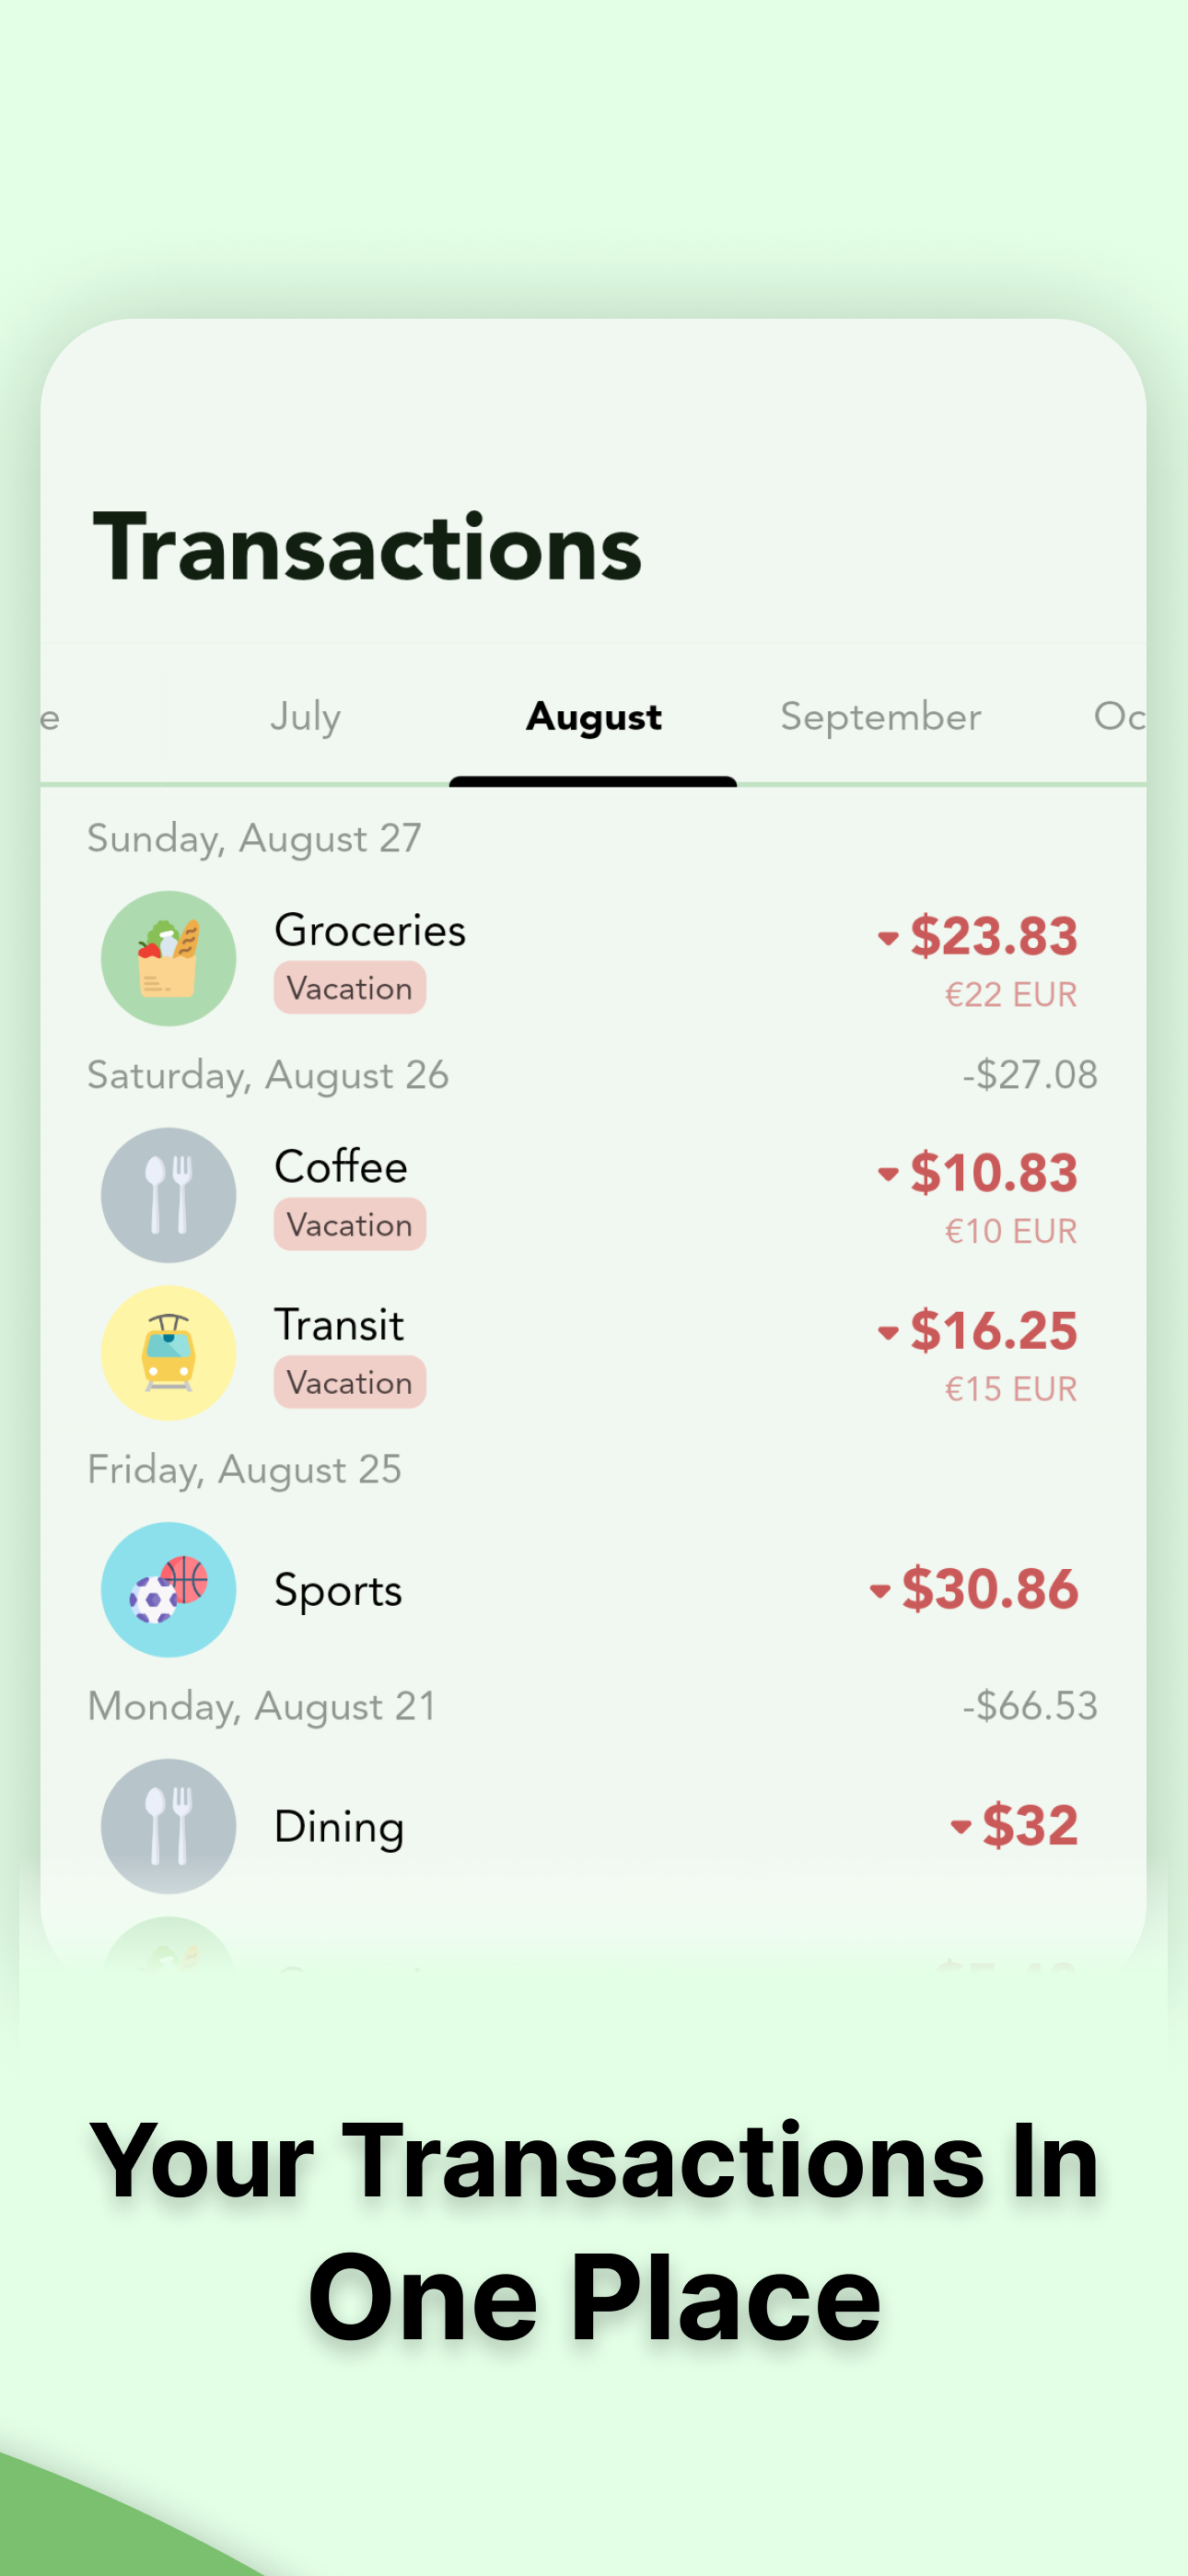 Transactions
e July August September Oc
Sunday, August 27
Groceries $23.83
Vacation €22 EUR
Saturday, August 26 -$27.08
Coffee $10.83
Vacation €10 EUR
Transit $16.25
Vacation €15 EUR
Friday, August 25
Sports $30.86
Monday, August 21 -$66.53
Dining $32
Your Transactions In
One Place